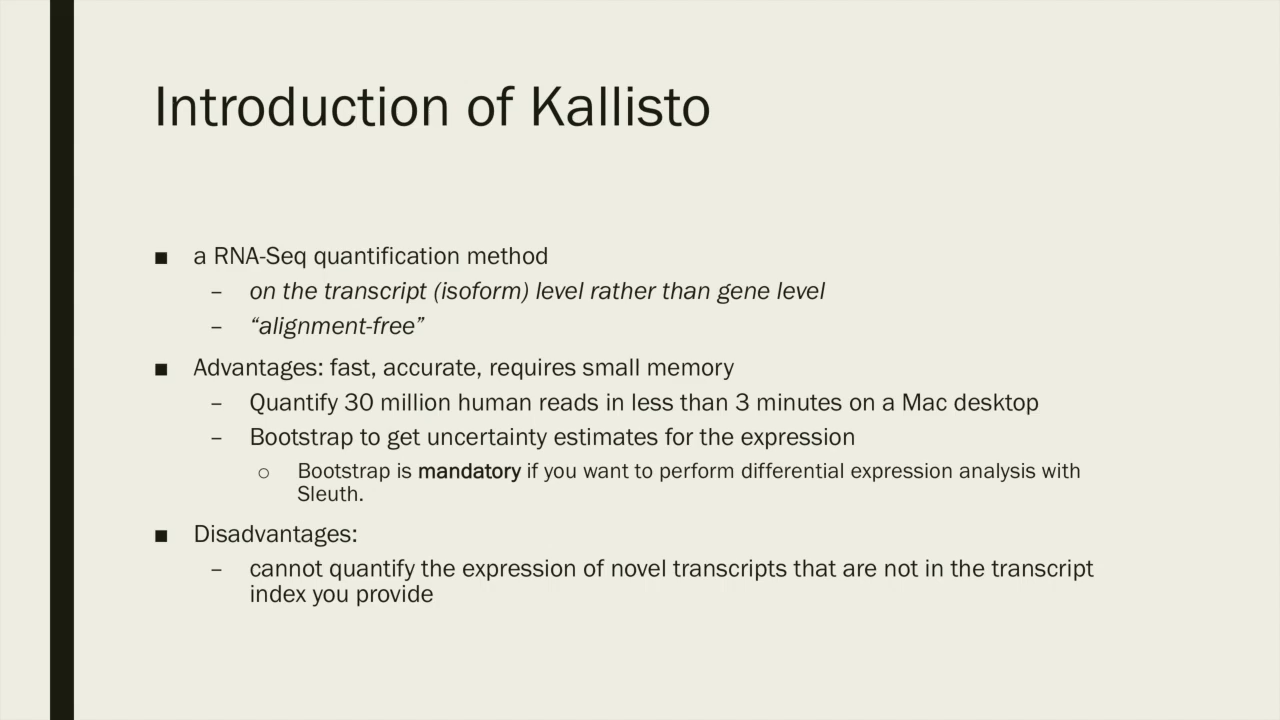 Introduction of Kallisto
■ a RNA-Seq quantification method
– on the transcript (isoform) level rather than gene level
– “alignment-free”
■ Advantages: fast, accurate, requires small memory
– Quantify 30 million human reads in less than 3 minutes on a Mac desktop
– Bootstrap to get uncertainty estimates for the expression
○ Bootstrap is mandatory if you want to perform differential expression analysis with
Sleuth.
■ Disadvantages:
– cannot quantify the expression of novel transcripts that are not in the transcript
index you provide